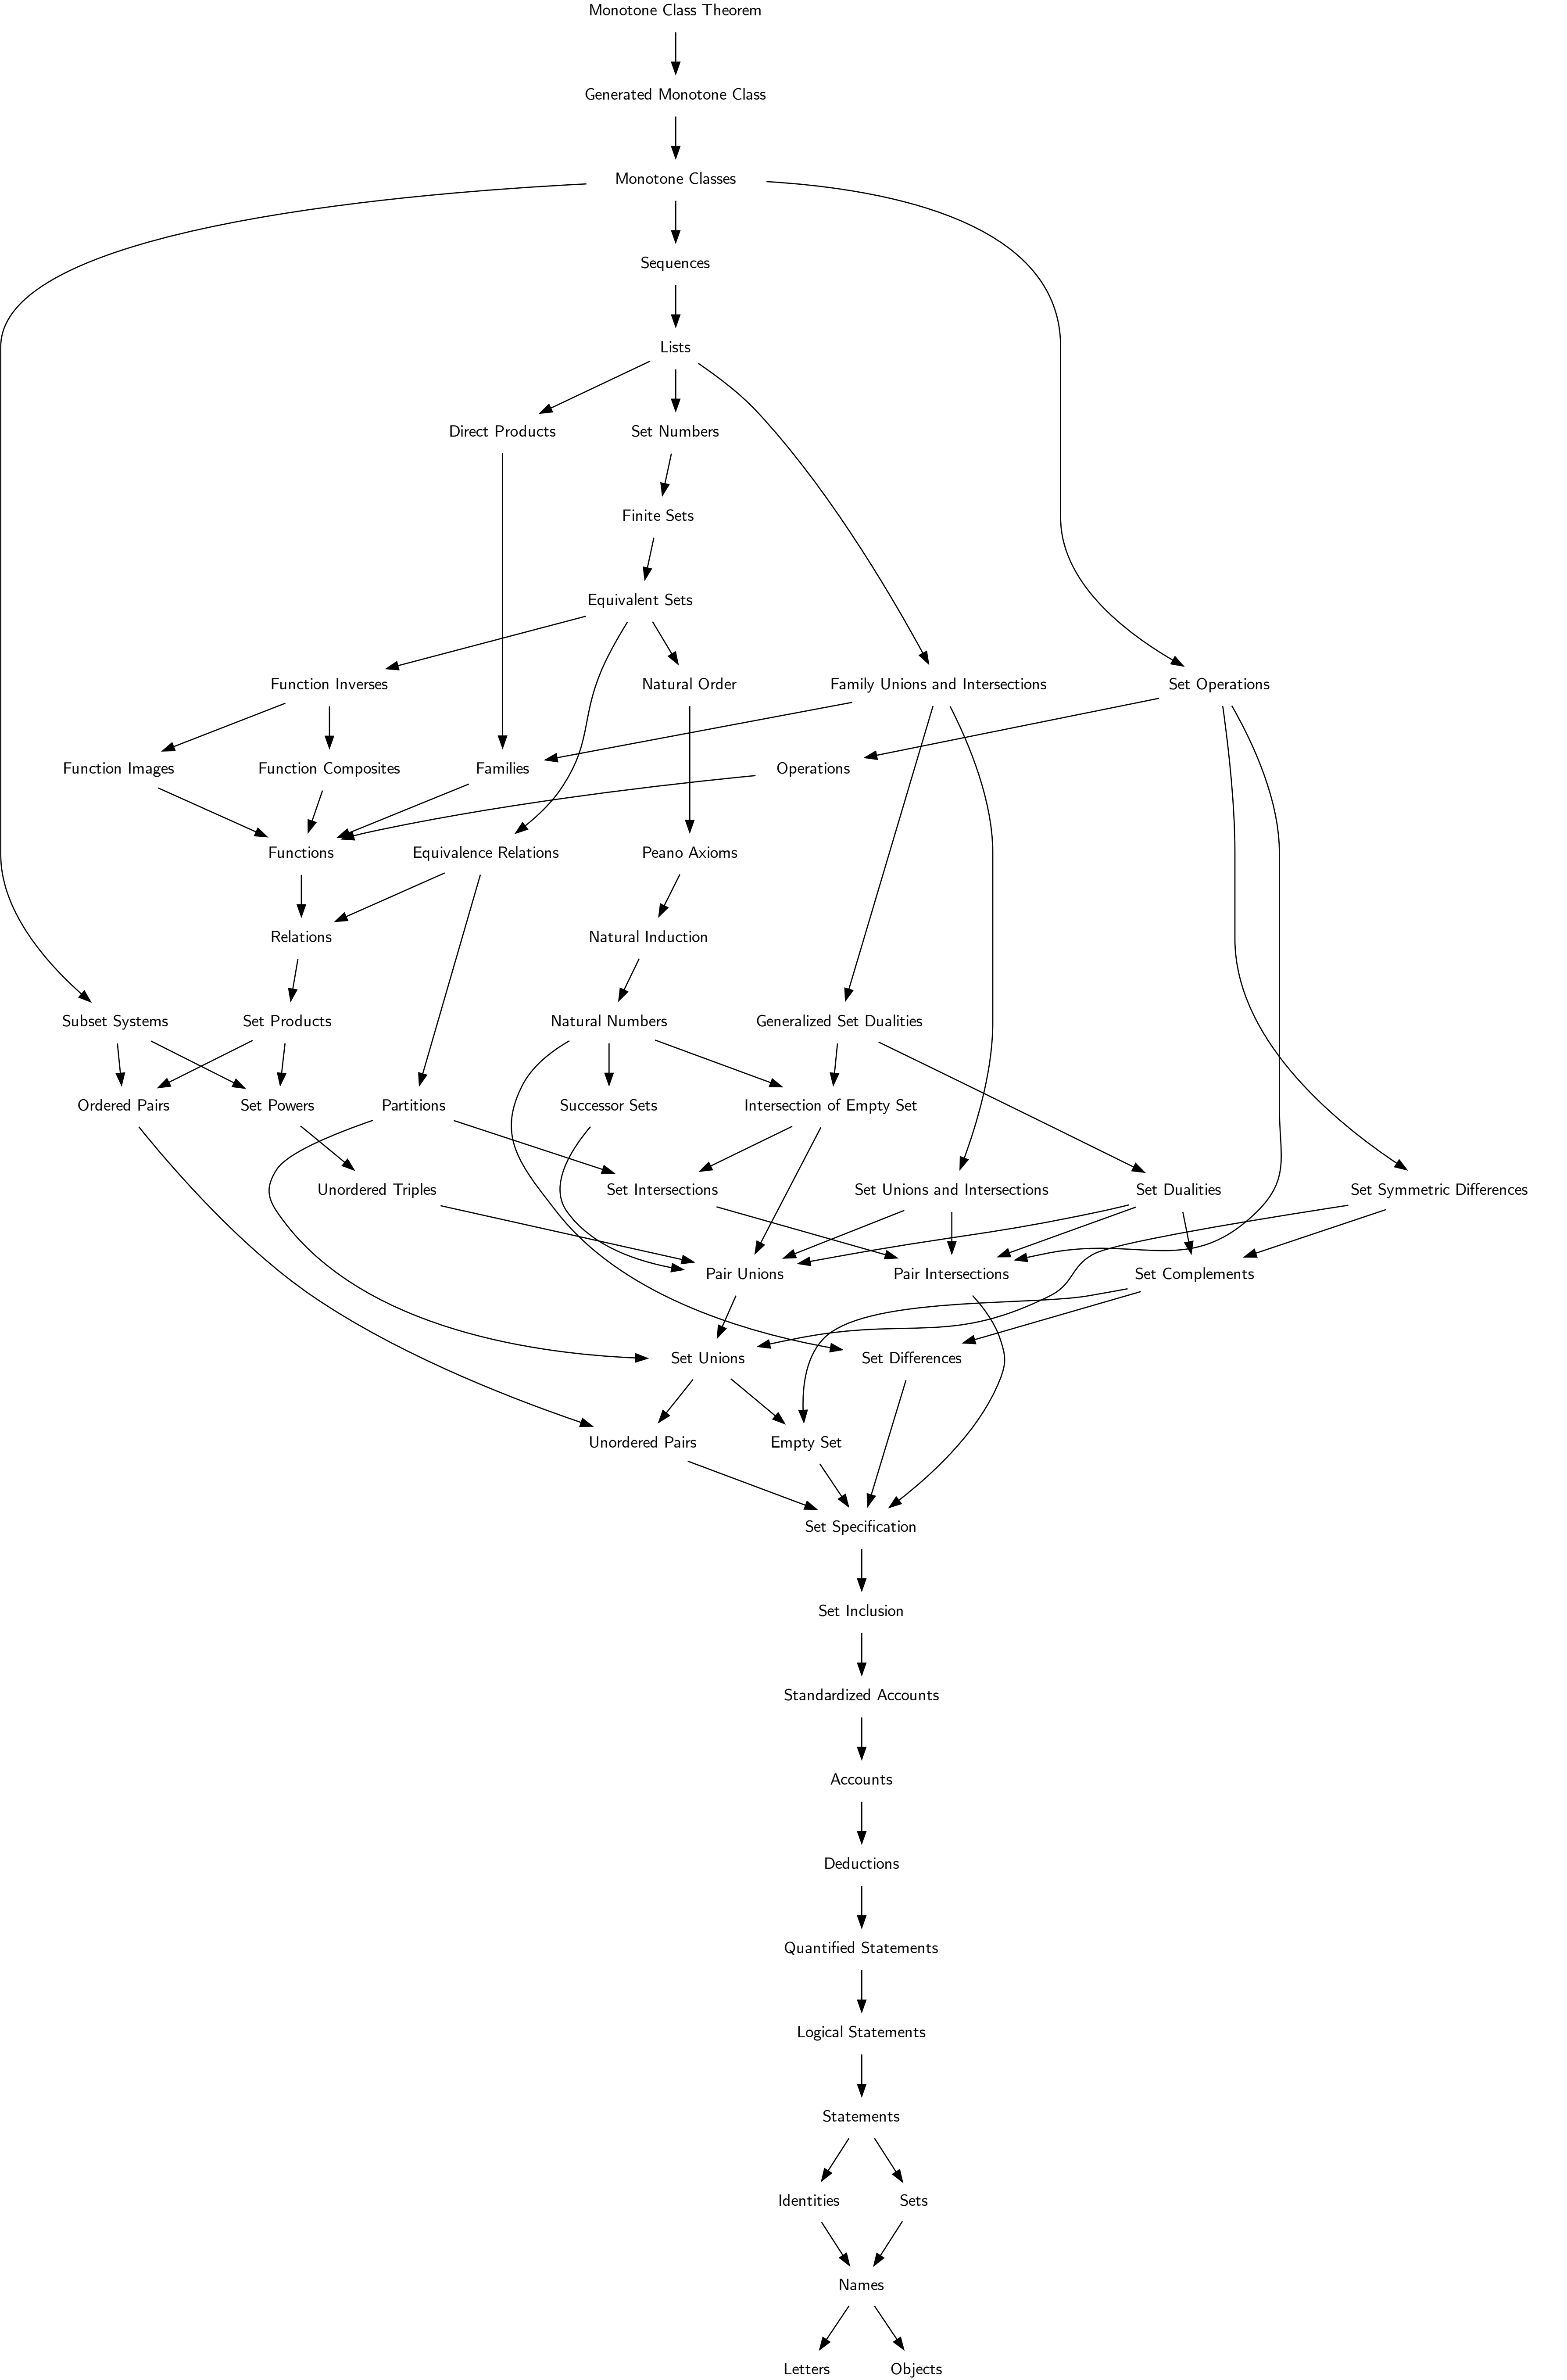 Monotone Class Theorem
Generated Monotone Class
Monotone Classes
Sequences
Lists
Direct Products
Set Numbers
Finite Sets
Equivalent Sets
Function Inverses
Natural Order
Family Unions and Intersections
Set Operations
Function Images
Function Composites
Families
Operations
Functions
Equivalence Relations
Peano Axioms
Relations
Natural Induction
Subset Systems
Set Products
Natural Numbers
Generalized Set Dualities
Ordered Pairs
Set Powers
Partitions
Successor Sets
Intersection of Empty Set
Unordered Triples
Set Intersections
Set Unions and Intersections
Set Dualities
Set Symmetric Differences
Pair Unions
Pair Intersections
Set Complements
Set Unions
Set Differences
Unordered Pairs
Empty Set
Set Specification
Set Inclusion
Standardized Accounts
Accounts
Deductions
Quantified Statements
Logical Statements
Statements
Identities
Sets
Names
Letters
Objects